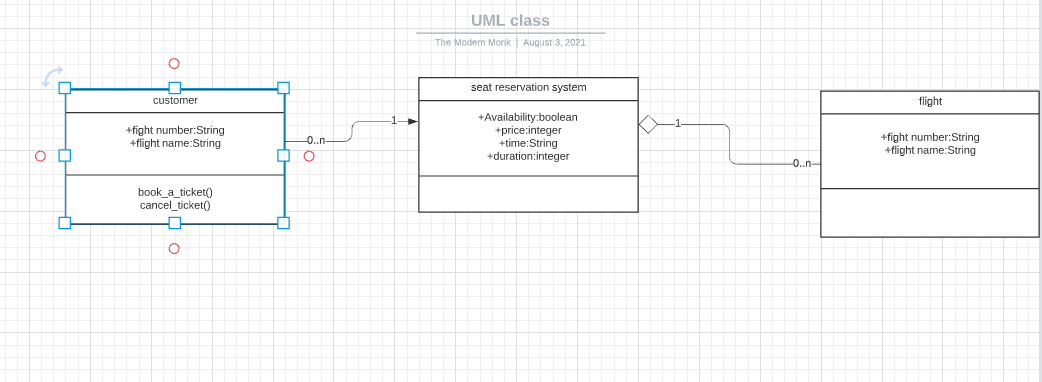 UML class
The Modern Monk | August 3, 2021
customer
+fight number:String
+flight name:String
book_a_ticket()
cancel_ticket()
0..n
1
seat reservation system
+Availability:boolean
+price:integer
+time:String
+duration:integer
1
0..n
flight
+flight number:String
+flight name:String